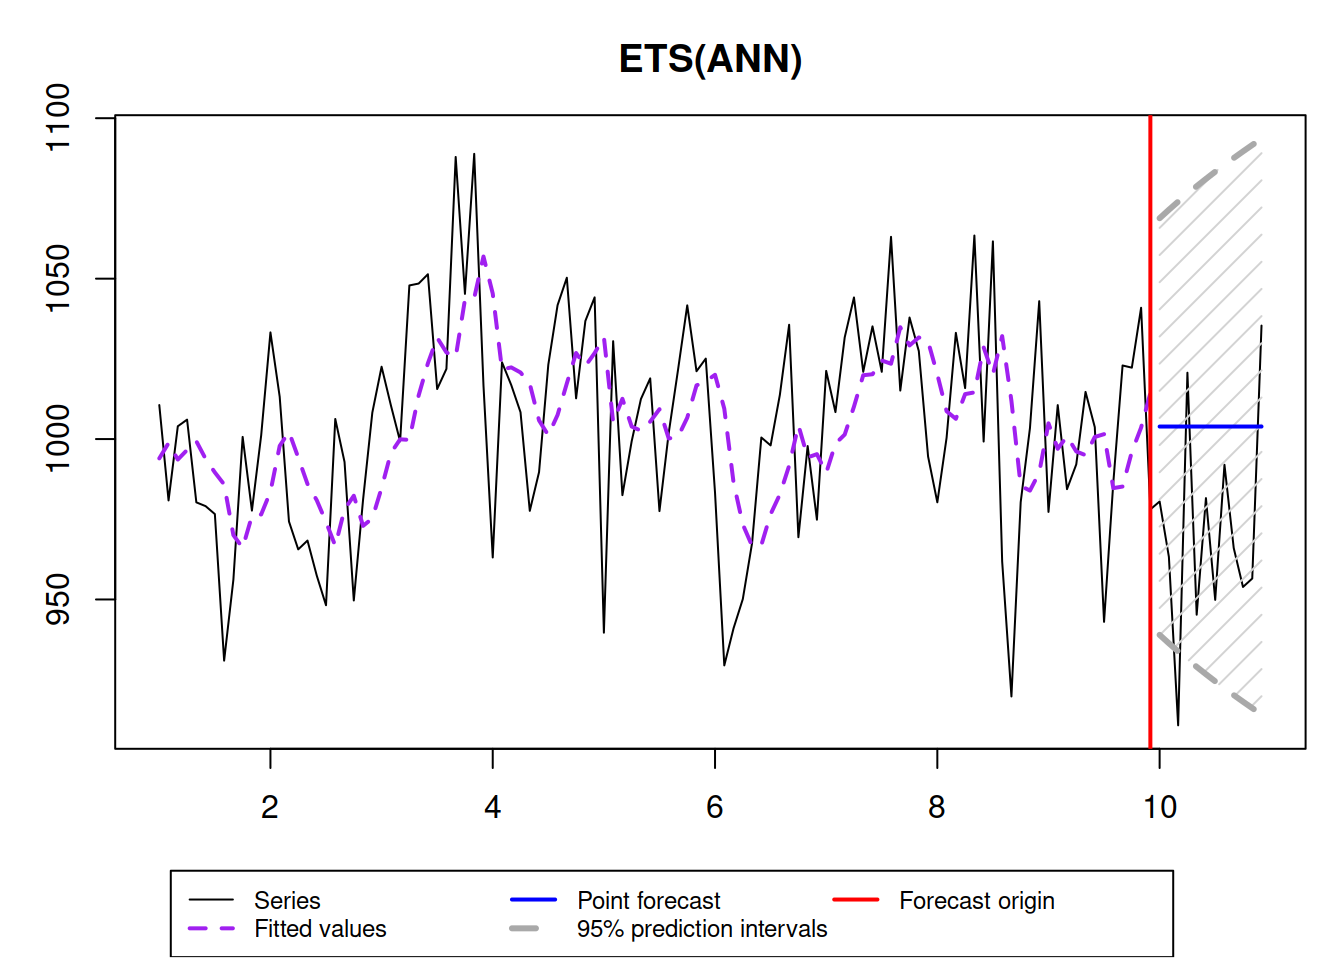 ETS(ANN)
1100
1050
1000
950
2 4 6 8 10
Series Point forecast Forecast origin
Fitted values 95% prediction intervals